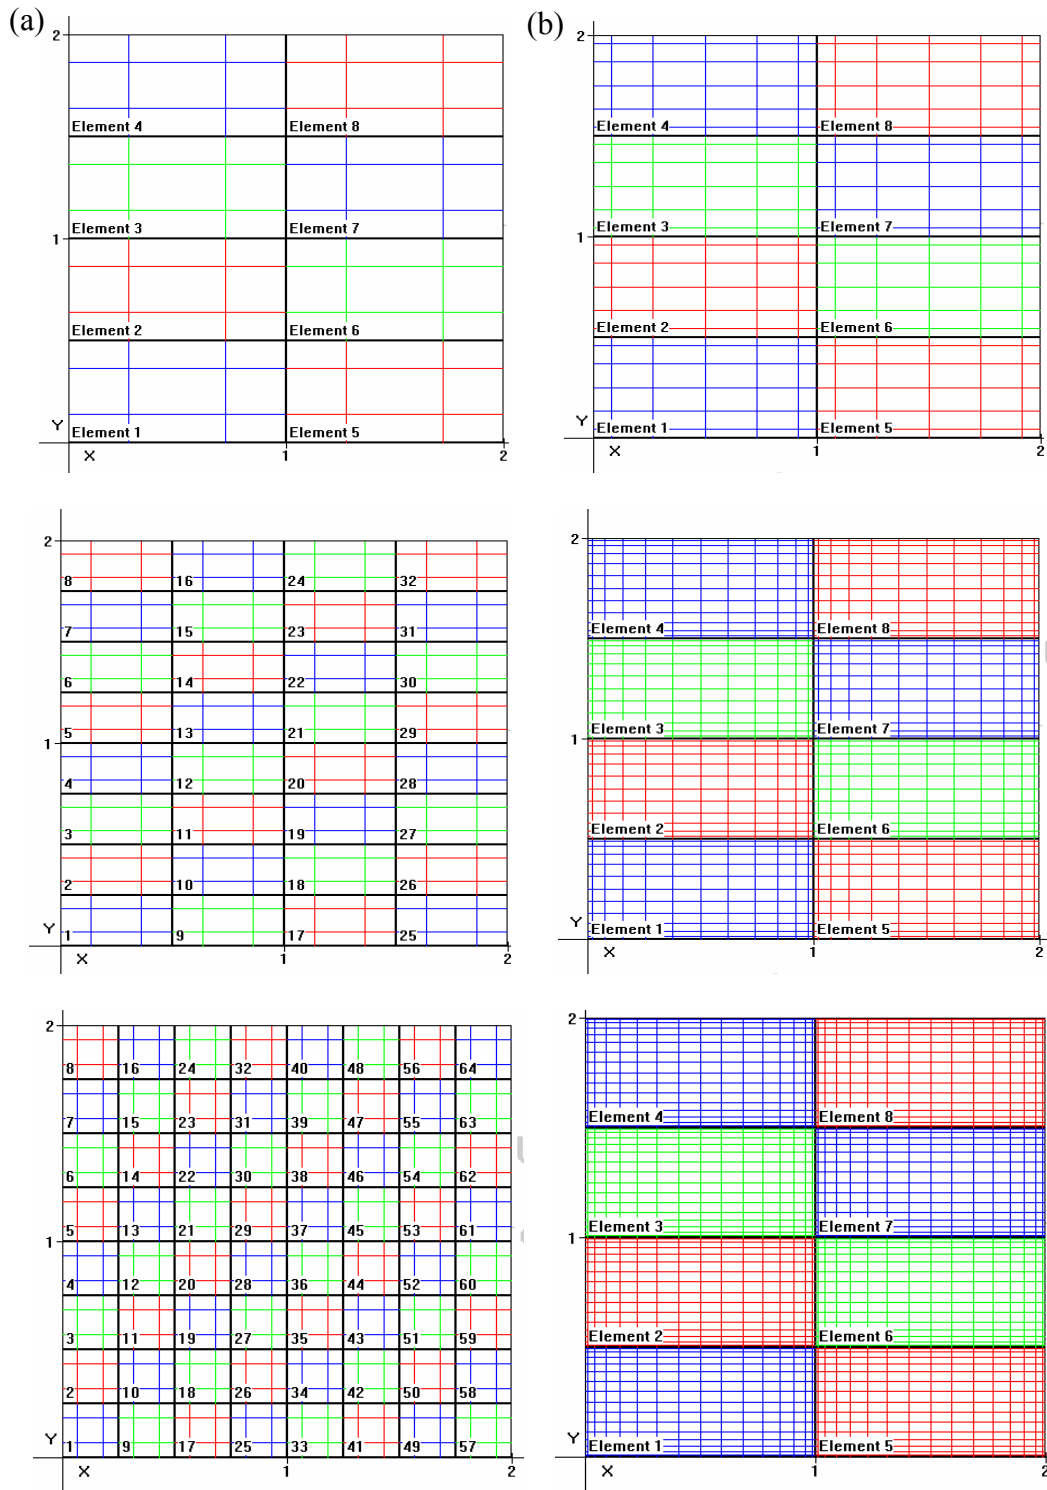 (a)
(b)
2
Element 4
Element 8
1
Element 3
Element 7
Element 2
Element 6
Y
Element 1
Element 5
X
1
2
2
Element 4
Element 8
1
Element 3
Element 7
Element 2
Element 6
Y
Element 1
Element 5
X
1
2
2
8 16 24 32
7 15 23 31
6 14 22 30
1
5 13 21 29
4 12 20 28
3 11 19 27
2 10 18 26
Y
1 9 17 25
X
1
2
2
Element 4
Element 8
1
Element 3
Element 7
Element 2
Element 6
Y
Element 1
Element 5
X
1
2
2
8 16 24 32 40 48 56 64
7 15 23 31 39 47 55 63
6 14 22 30 38 46 54 62
1
5 13 21 29 37 45 53 61
4 12 20 28 36 44 52 60
3 11 19 27 35 43 51 59
2 10 18 26 34 42 50 58
Y
1 9 17 25 33 41 49 57
X
1
2
2
Element 4
Element 8
1
Element 3
Element 7
Element 2
Element 6
Y
Element 1
Element 5
X
1
2